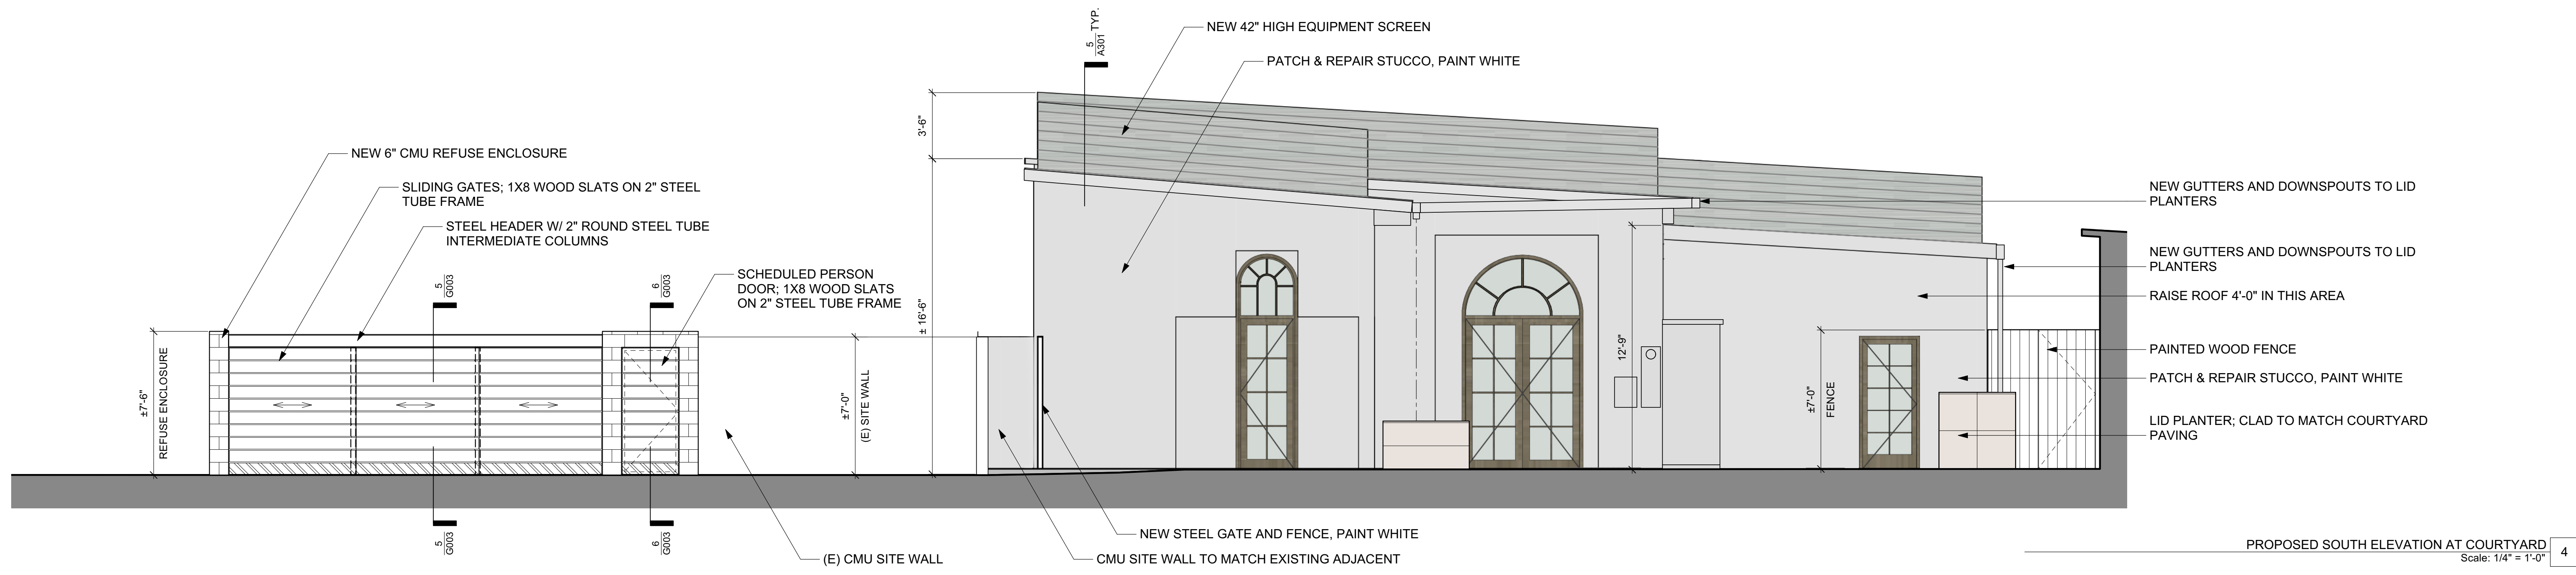 5
A301
TYP.
NEW 42" HIGH EQUIPMENT SCREEN
PATCH & REPAIR STUCCO, PAINT WHITE
3'-6"
± 16'-6"
NEW 6" CMU REFUSE ENCLOSURE
SLIDING GATES; 1X8 WOOD SLATS ON 2" STEEL
TUBE FRAME
STEEL HEADER W/ 2" ROUND STEEL TUBE
INTERMEDIATE COLUMNS
SCHEDULED PERSON
DOOR; 1X8 WOOD SLATS
ON 2" STEEL TUBE FRAME
5
G003
6
G003
±7'-6"
REFUSE ENCLOSURE
±7'-0"
(E) SITE WALL
12'-9"
±7'-0"
FENCE
NEW GUTTERS AND DOWNSPOUTS TO LID
PLANTERS
NEW GUTTERS AND DOWNSPOUTS TO LID
PLANTERS
RAISE ROOF 4'-0" IN THIS AREA
PAINTED WOOD FENCE
PATCH & REPAIR STUCCO, PAINT WHITE
LID PLANTER; CLAD TO MATCH COURTYARD
PAVING
5
G003
6
G003
NEW STEEL GATE AND FENCE, PAINT WHITE
(E) CMU SITE WALL
CMU SITE WALL TO MATCH EXISTING ADJACENT
PROPOSED SOUTH ELEVATION AT COURTYARD
Scale: 1/4" = 1'-0"
4